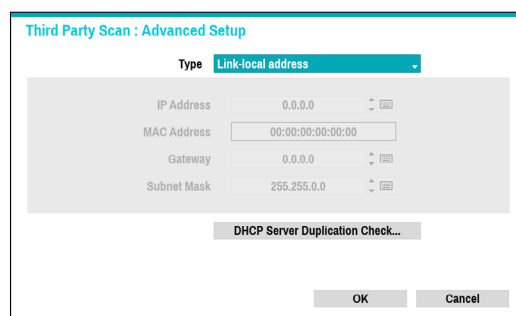 Third Party Scan : Advanced Setup
Type Link-local address
IP Address 0.0.0.0
MAC Address 00:00:00:00:00:00
Gateway 0.0.0.0
Subnet Mask 255.255.0.0
DHCP Server Duplication Check...
OK Cancel